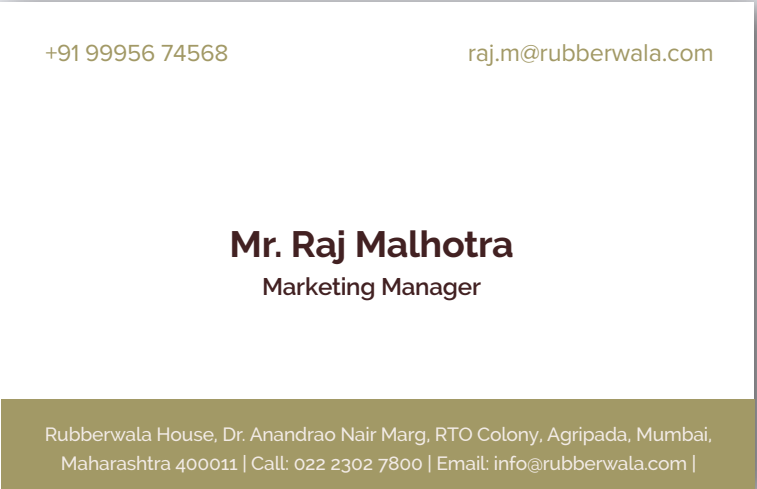 +91 99956 74568
raj.m@rubberwala.com
Mr. Raj Malhotra
Marketing Manager
Rubberwala House, Dr. Anandrao Nair Marg, RTO Colony, Agripada, Mumbai,
Maharashtra 400011 | Call: 022 2302 7800 | Email: info@rubberwala.com |